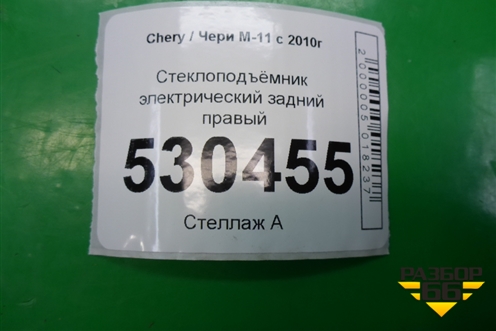 Chery / Чери М-11 с 2010г
Стеклоподъёмник
электрический задний
правый
530455
Стеллаж А
2000005018237
РАЗБОР
66